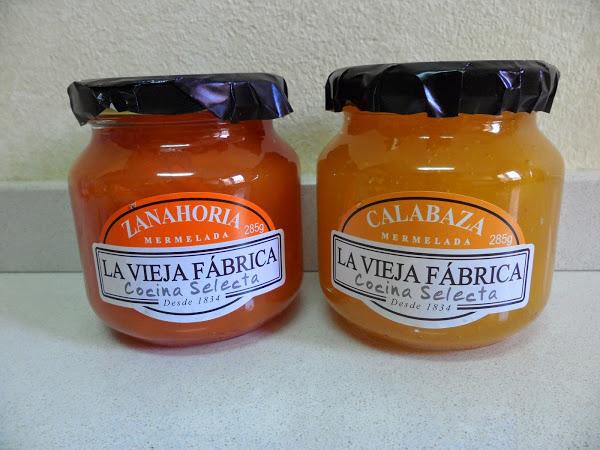 ZANAHORIA
MERMELADA
285g
LA VIEJA FÁBRICA
Cocina Selecta
Desde 1834
CALABAZA
MERMELADA
285g
LA VIEJA FÁBRICA
Cocina Selecta
Desde 1834